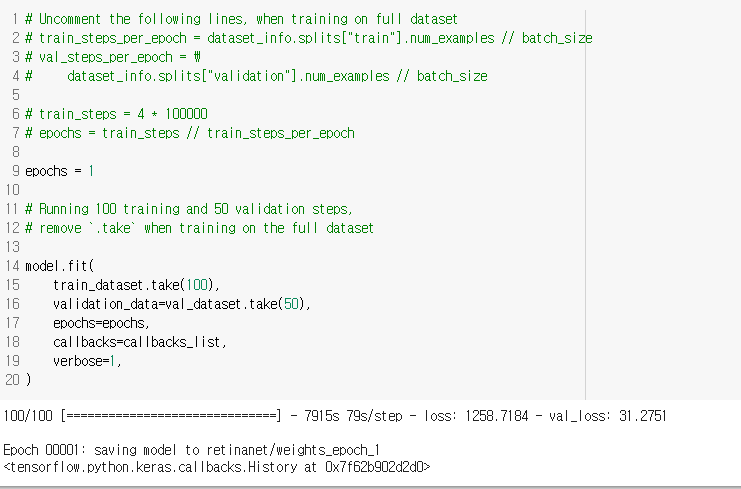 1 # Uncomment the following lines, when training on full dataset
2 # train_steps_per_epoch = dataset_info.splits["train"].num_examples // batch_size
3 # val_steps_per_epoch = ₩
4 #     dataset_info.splits["validation"].num_examples // batch_size
5
6 # train_steps = 4 * 100000
7 # epochs = train_steps // train_steps_per_epoch
8
9 epochs = 1
10
11 # Running 100 training and 50 validation steps,
12 # remove `.take` when training on the full dataset
13
14 model.fit(
15     train_dataset.take(100),
16     validation_data=val_dataset.take(50),
17     epochs=epochs,
18     callbacks=callbacks_list,
19     verbose=1,
20 )
100/100 [==============================] - 7915s 79s/step - loss: 1258.7184 - val_loss: 31.2751
Epoch 00001: saving model to retinanet/weights_epoch_1
<tensorflow.python.keras.callbacks.History at 0x7f62b902d2d0>